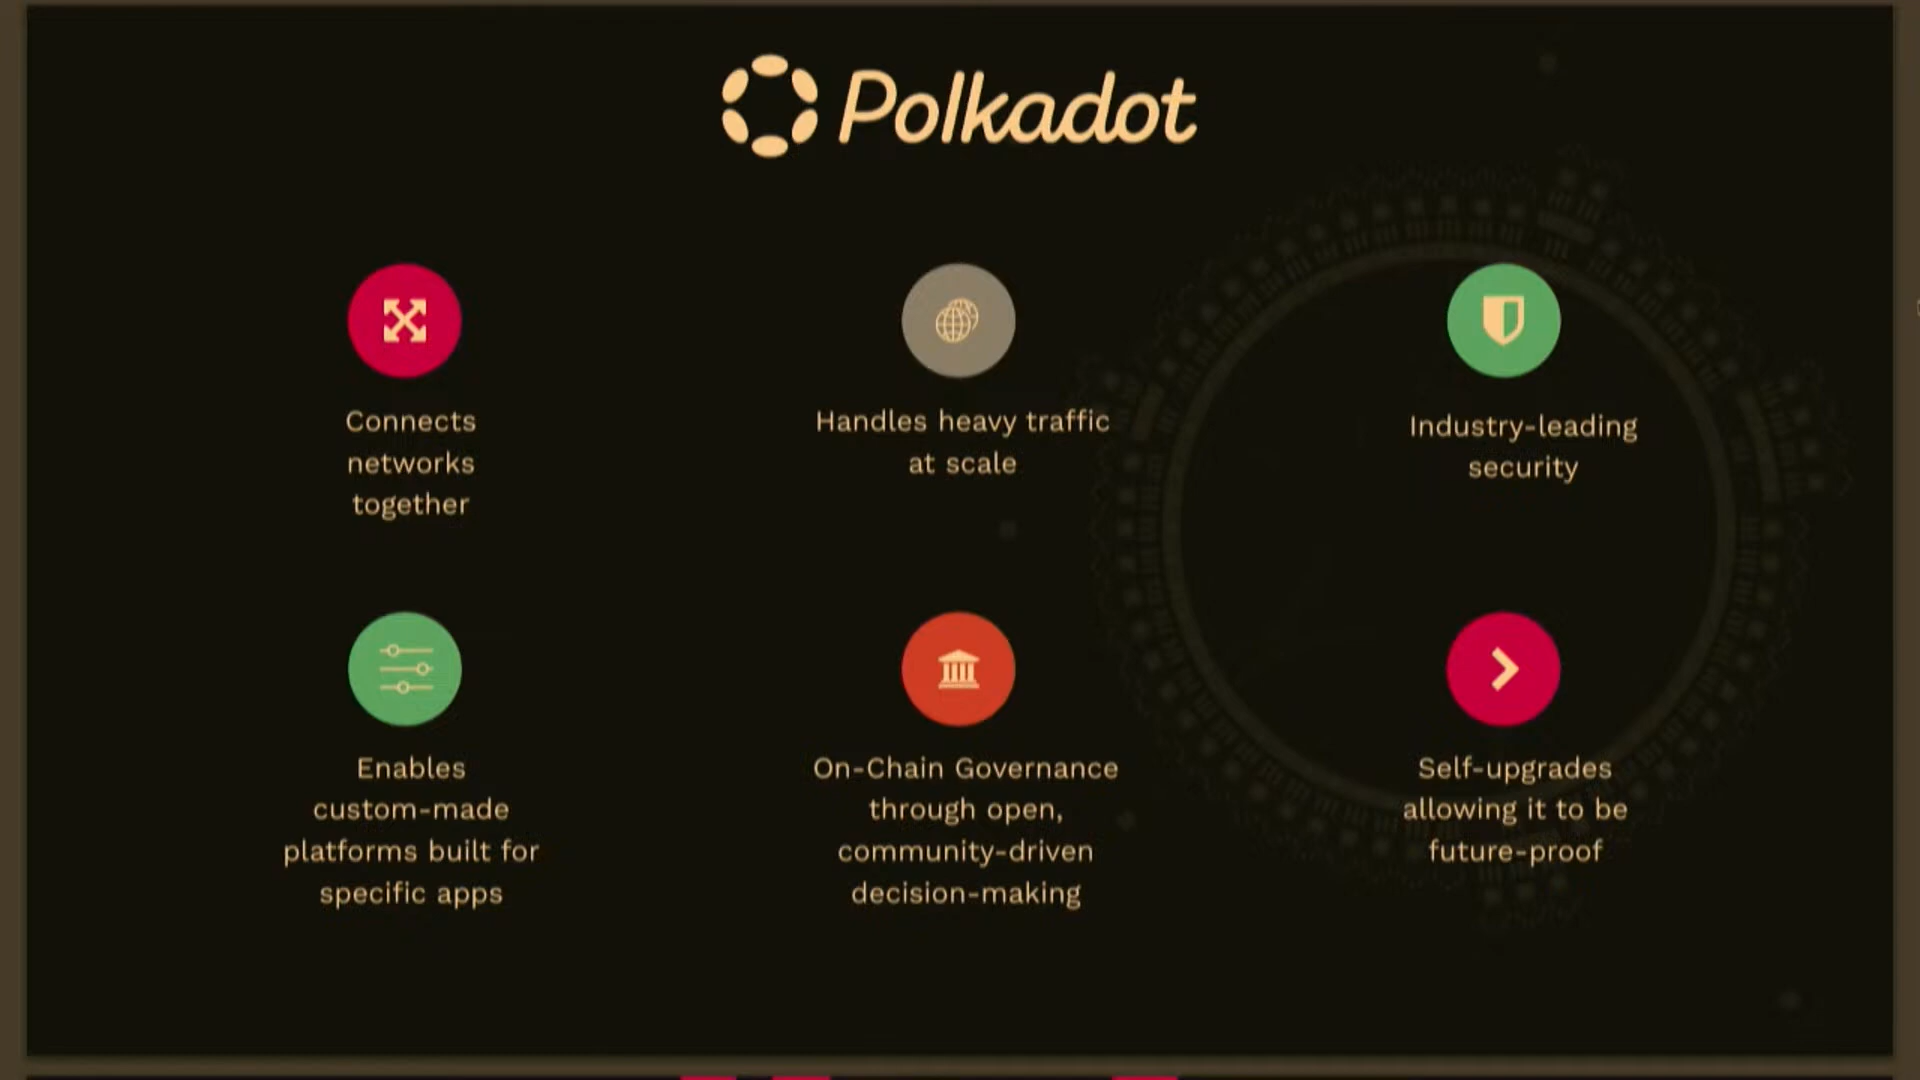 Polkadot
Connects
networks
together
Handles heavy traffic
at scale
Industry-leading
security
Enables
custom-made
platforms built for
specific apps
On-Chain Governance
through open,
community-driven
decision-making
Self-upgrades
allowing it to be
future-proof